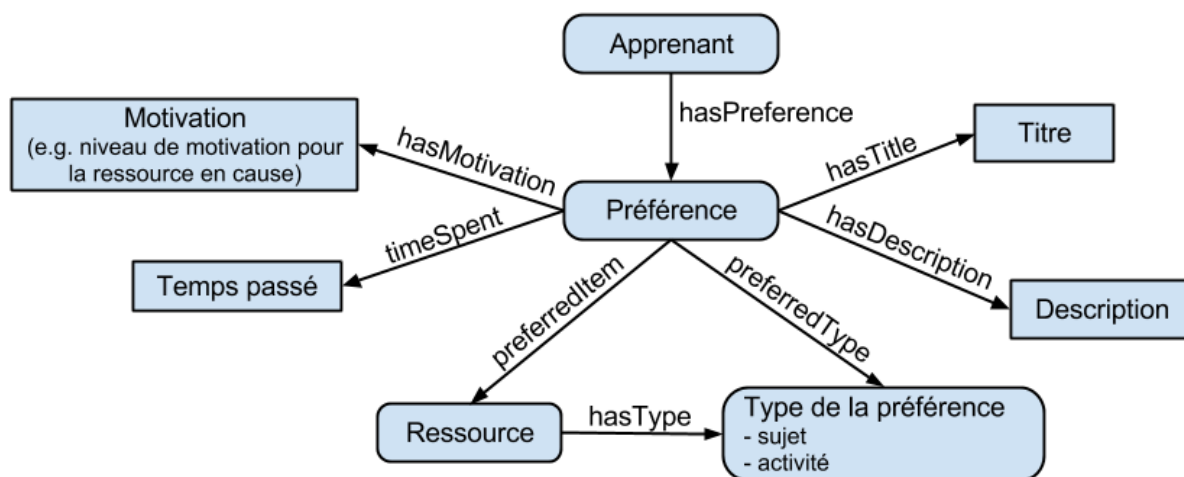 Apprenant
hasPreference
Motivation
(e.g. niveau de motivation pour
la ressource en cause)
hasMotivation
hasTitle
Titre
Préférence
timeSpent
hasDescription
Temps passé
Description
preferredItem
preferredType
Ressource
hasType
Type de la préférence
- sujet
- activité